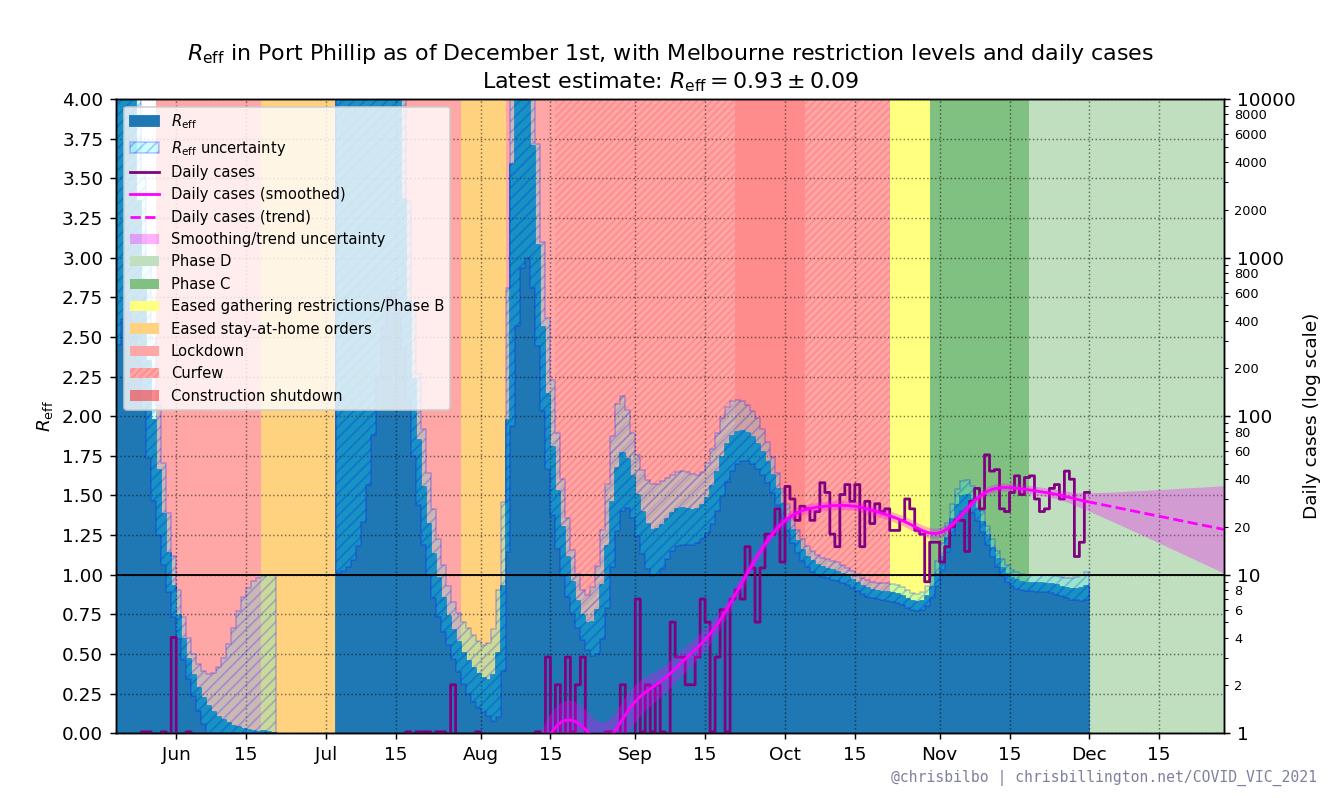 R_eff in Port Phillip as of December 1st, with Melbourne restriction levels and daily cases
Latest estimate: R_eff = 0.93 ± 0.09
R_eff
4.00
3.75
3.50
3.25
3.00
2.75
2.50
2.25
2.00
1.75
1.50
1.25
1.00
0.75
0.50
0.25
0.00
R_eff
R_eff uncertainty
Daily cases
Daily cases (smoothed)
Daily cases (trend)
Smoothing/trend uncertainty
Phase D
Phase C
Eased gathering restrictions/Phase B
Eased stay-at-home orders
Lockdown
Curfew
Construction shutdown
10000
8000
6000
4000
2000
1000
800
600
400
200
100
80
60
40
20
10
8
6
4
2
1
Daily cases (log scale)
Jun 15 Jul 15 Aug 15 Sep 15 Oct 15 Nov 15 Dec 15
@chrisbilbo | chrisbillington.net/COVID_VIC_2021